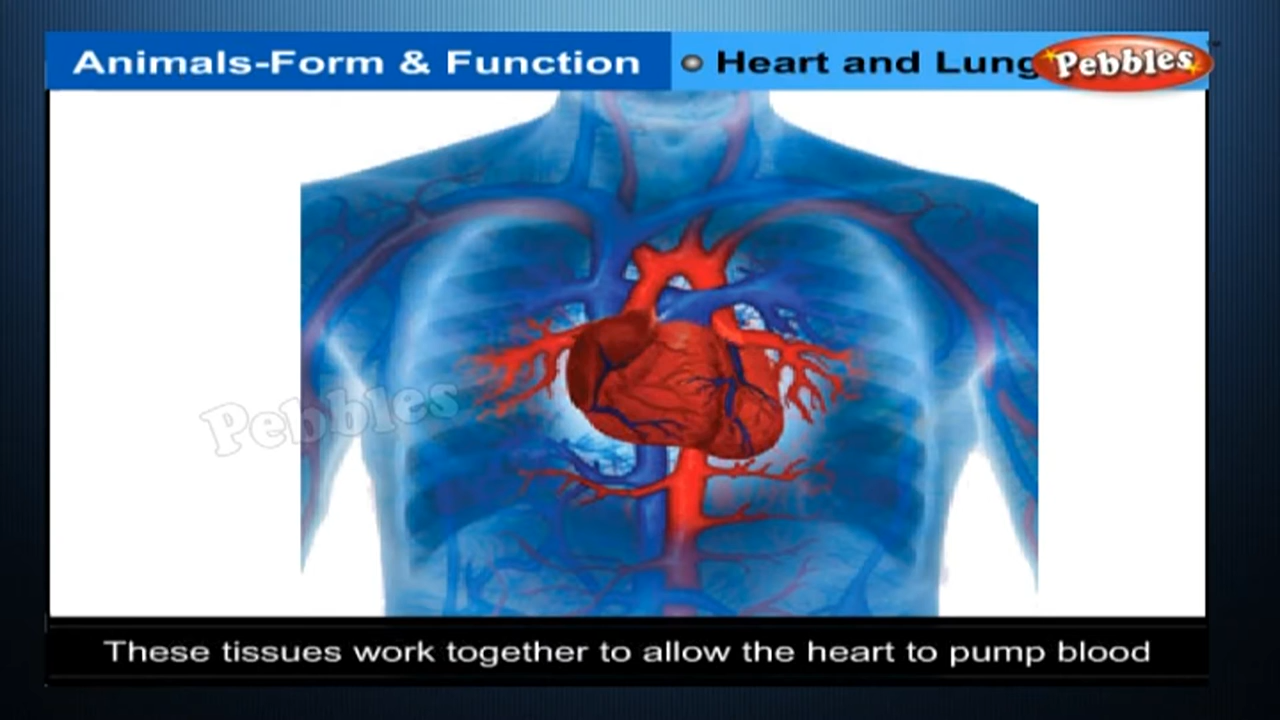 Animals-Form & Function
Heart and Lung
Pebbles
Pebbles
These tissues work together to allow the heart to pump blood